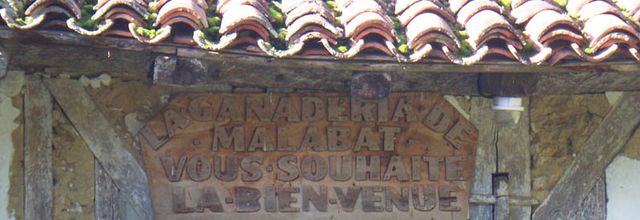 LA·GANADERIA·DE
·MALABAT·
VOUS·SOUHAITE
LA·BIEN·VENUE